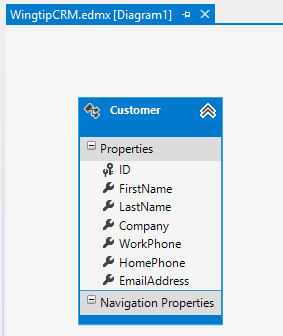 WingtipCRM.edmx [Diagram1]
Customer
Properties
ID
FirstName
LastName
Company
WorkPhone
HomePhone
EmailAddress
Navigation Properties